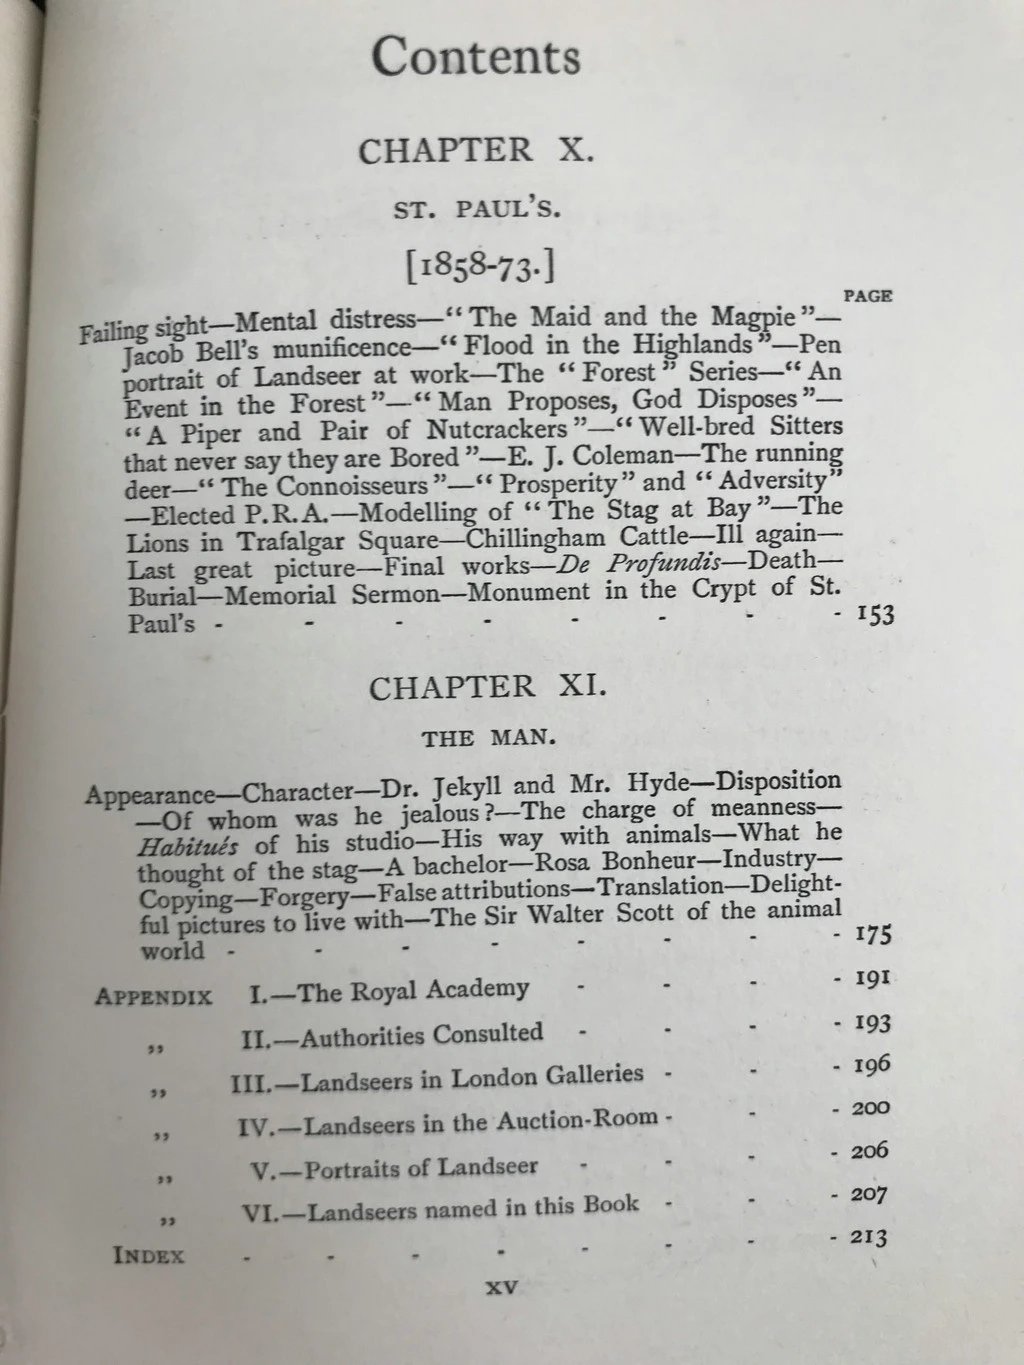 Contents
CHAPTER X.
ST. PAUL'S.
[1858-73.]
PAGE
Failing sight—Mental distress—“The Maid and the Magpie”—
Jacob Bell's munificence—“Flood in the Highlands”—Pen
portrait of Landseer at work—The “Forest” Series—“An
Event in the Forest”—“Man Proposes, God Disposes”—
“A Piper and Pair of Nutcrackers”—“Well-bred Sitters
that never say they are Bored”—E. J. Coleman—The running
deer—“The Connoisseurs”—“Prosperity” and “Adversity”
—Elected P.R.A.—Modelling of “The Stag at Bay”—The
Lions in Trafalgar Square—Chillingham Cattle—Ill again—
Last great picture—Final works—De Profundis—Death—
Burial—Memorial Sermon—Monument in the Crypt of St.
Paul's - - - - - - - - 153
CHAPTER XI.
THE MAN.
Appearance—Character—Dr. Jekyll and Mr. Hyde—Disposition
—Of whom was he jealous?—The charge of meanness—
Habitués of his studio—His way with animals—What he
thought of the stag—A bachelor—Rosa Bonheur—Industry—
Copying—Forgery—False attributions—Translation—Delight-
ful pictures to live with—The Sir Walter Scott of the animal
world - - - - - - - - 175
APPENDIX I.—The Royal Academy - - - - 191
,, II.—Authorities Consulted - - - - 193
,, III.—Landseers in London Galleries - - - 196
,, IV.—Landseers in the Auction-Room - - - 200
,, V.—Portraits of Landseer - - - - 206
,, VI.—Landseers named in this Book - - - 207
INDEX - - - - - - - - 213
xv